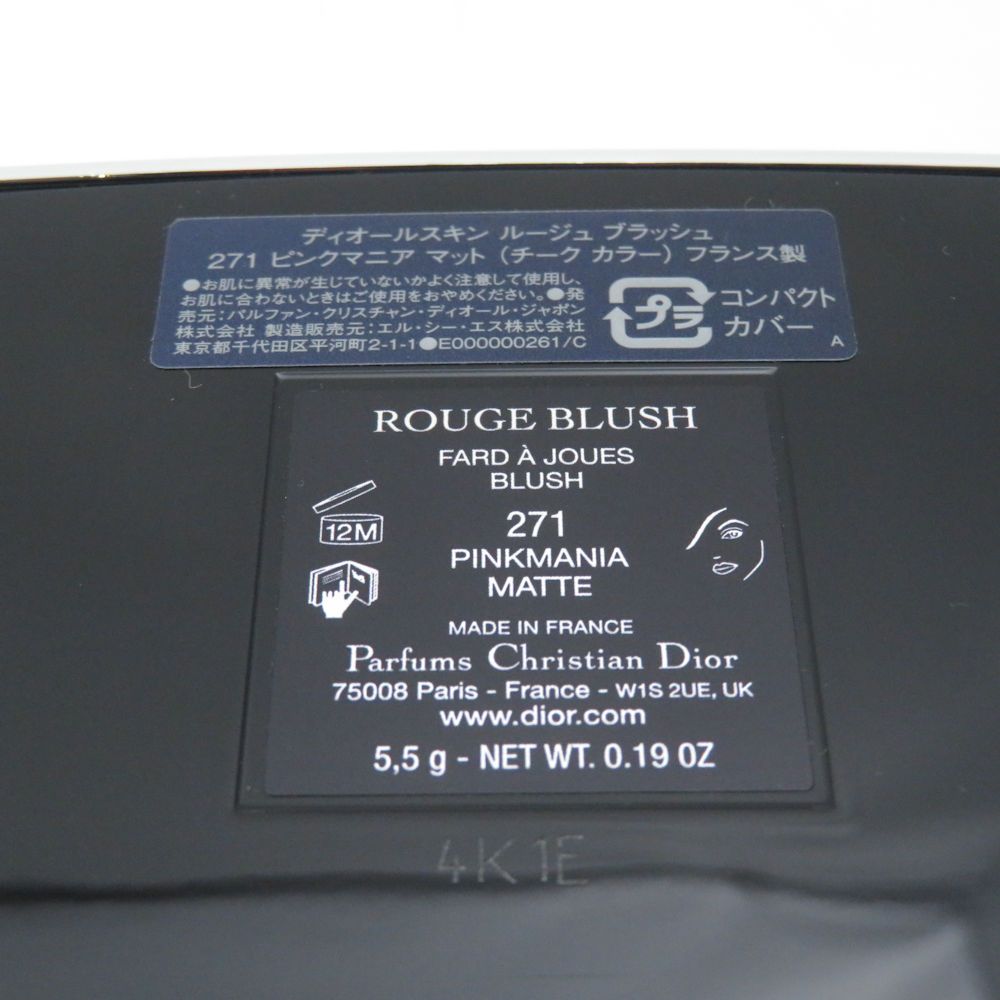 ディオールスキン ルージュ ブラッシュ
271 ピンクマニア マット（チーク カラー）フランス製
●お肌に異常が生じていないかよく注意して使用し、
お肌に合わないときはご使用をおやめください。●発
売元：パルファン・クリスチャン・ディオール・ジャポン
株式会社 製造販売元：エル・シー・エス株式会社
東京都千代田区平河町2-1-1●E000000261/C
プラ
コンパクト
カバー
A
ROUGE BLUSH
FARD À JOUES
BLUSH
12M
271
PINKMANIA
MATTE
MADE IN FRANCE
Parfums Christian Dior
75008 Paris - France - W1S 2UE, UK
www.dior.com
5,5 g - NET WT. 0.19 OZ
4K1E